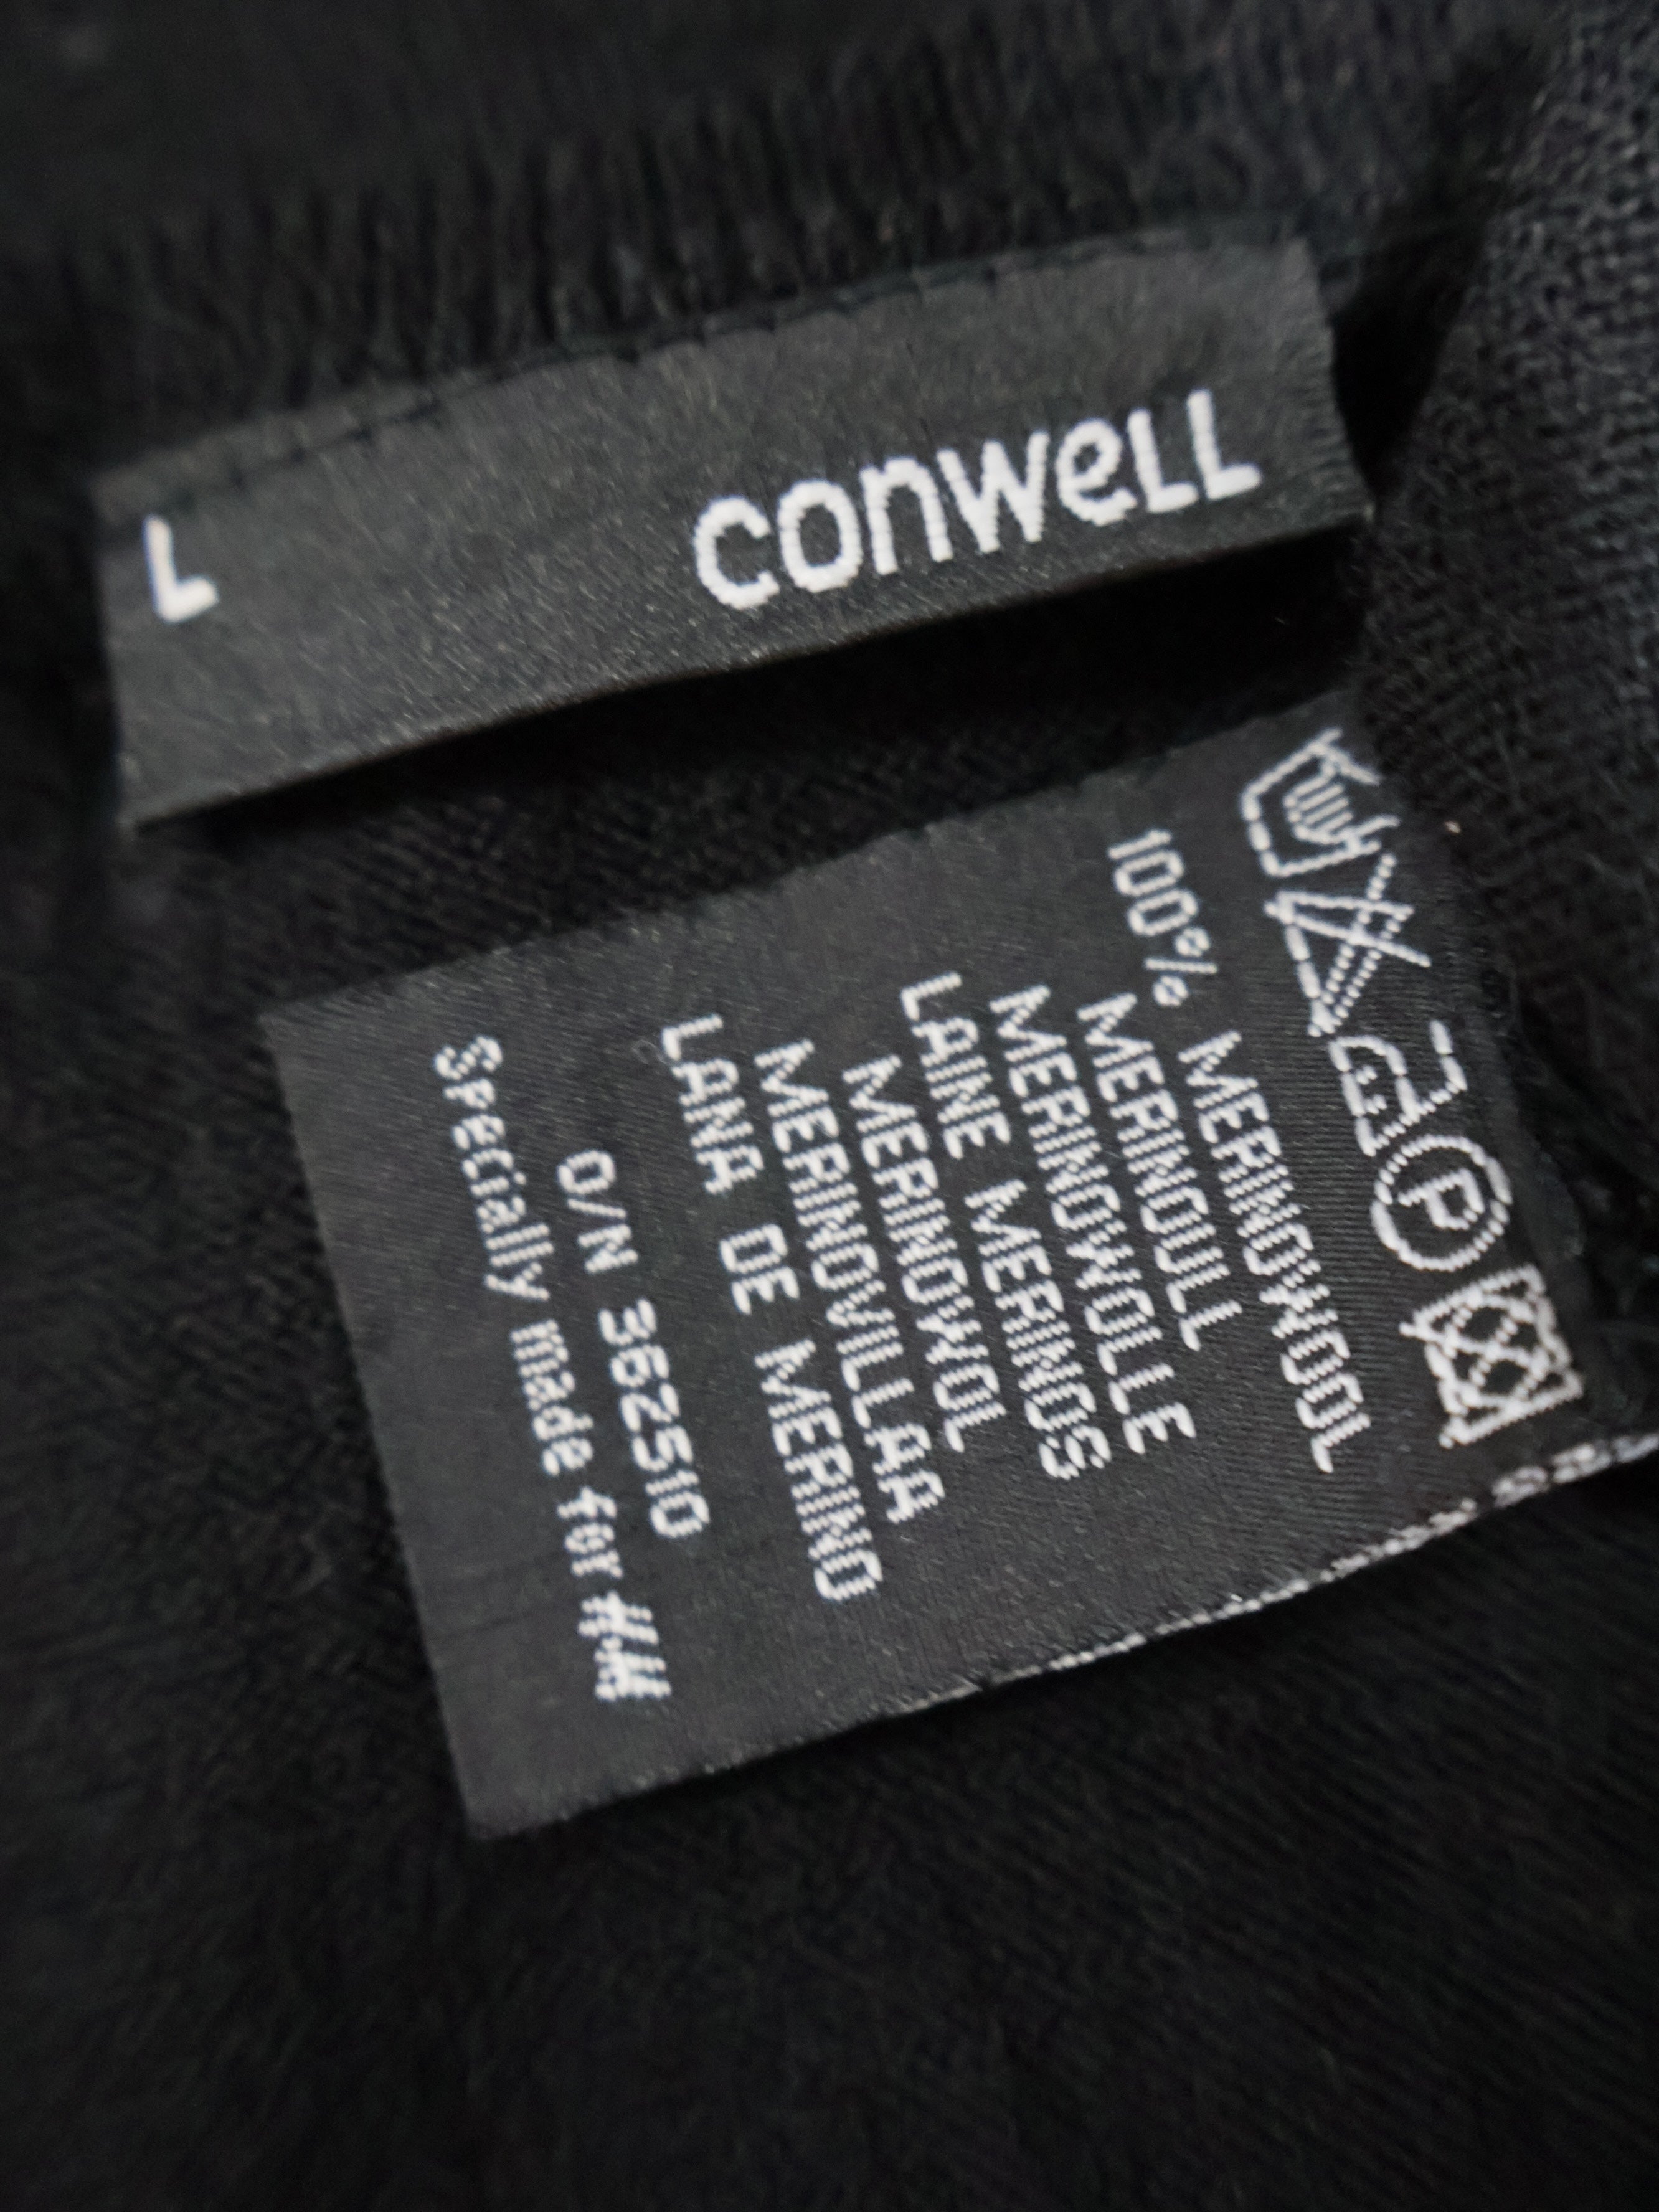 L conweLL
100% MERINOWOOL
MERINOULL
MERINOWOLLE
LAINE MERINOS
MERINOWOL
MERINOVILLAA
LANA DE MERINO
O/N 362510
Specially made for H&M